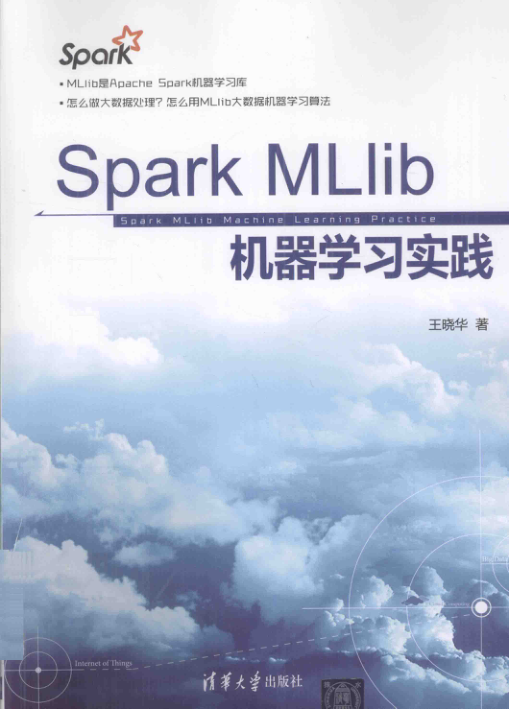 Spark
• MLlib是Apache Spark机器学习库
• 怎么做大数据处理？怎么用MLlib大数据机器学习算法
Spark MLlib
Spark MLlib Machine Learning Practice
机器学习实践
王晓华 著
Internet of Things
清华大学出版社